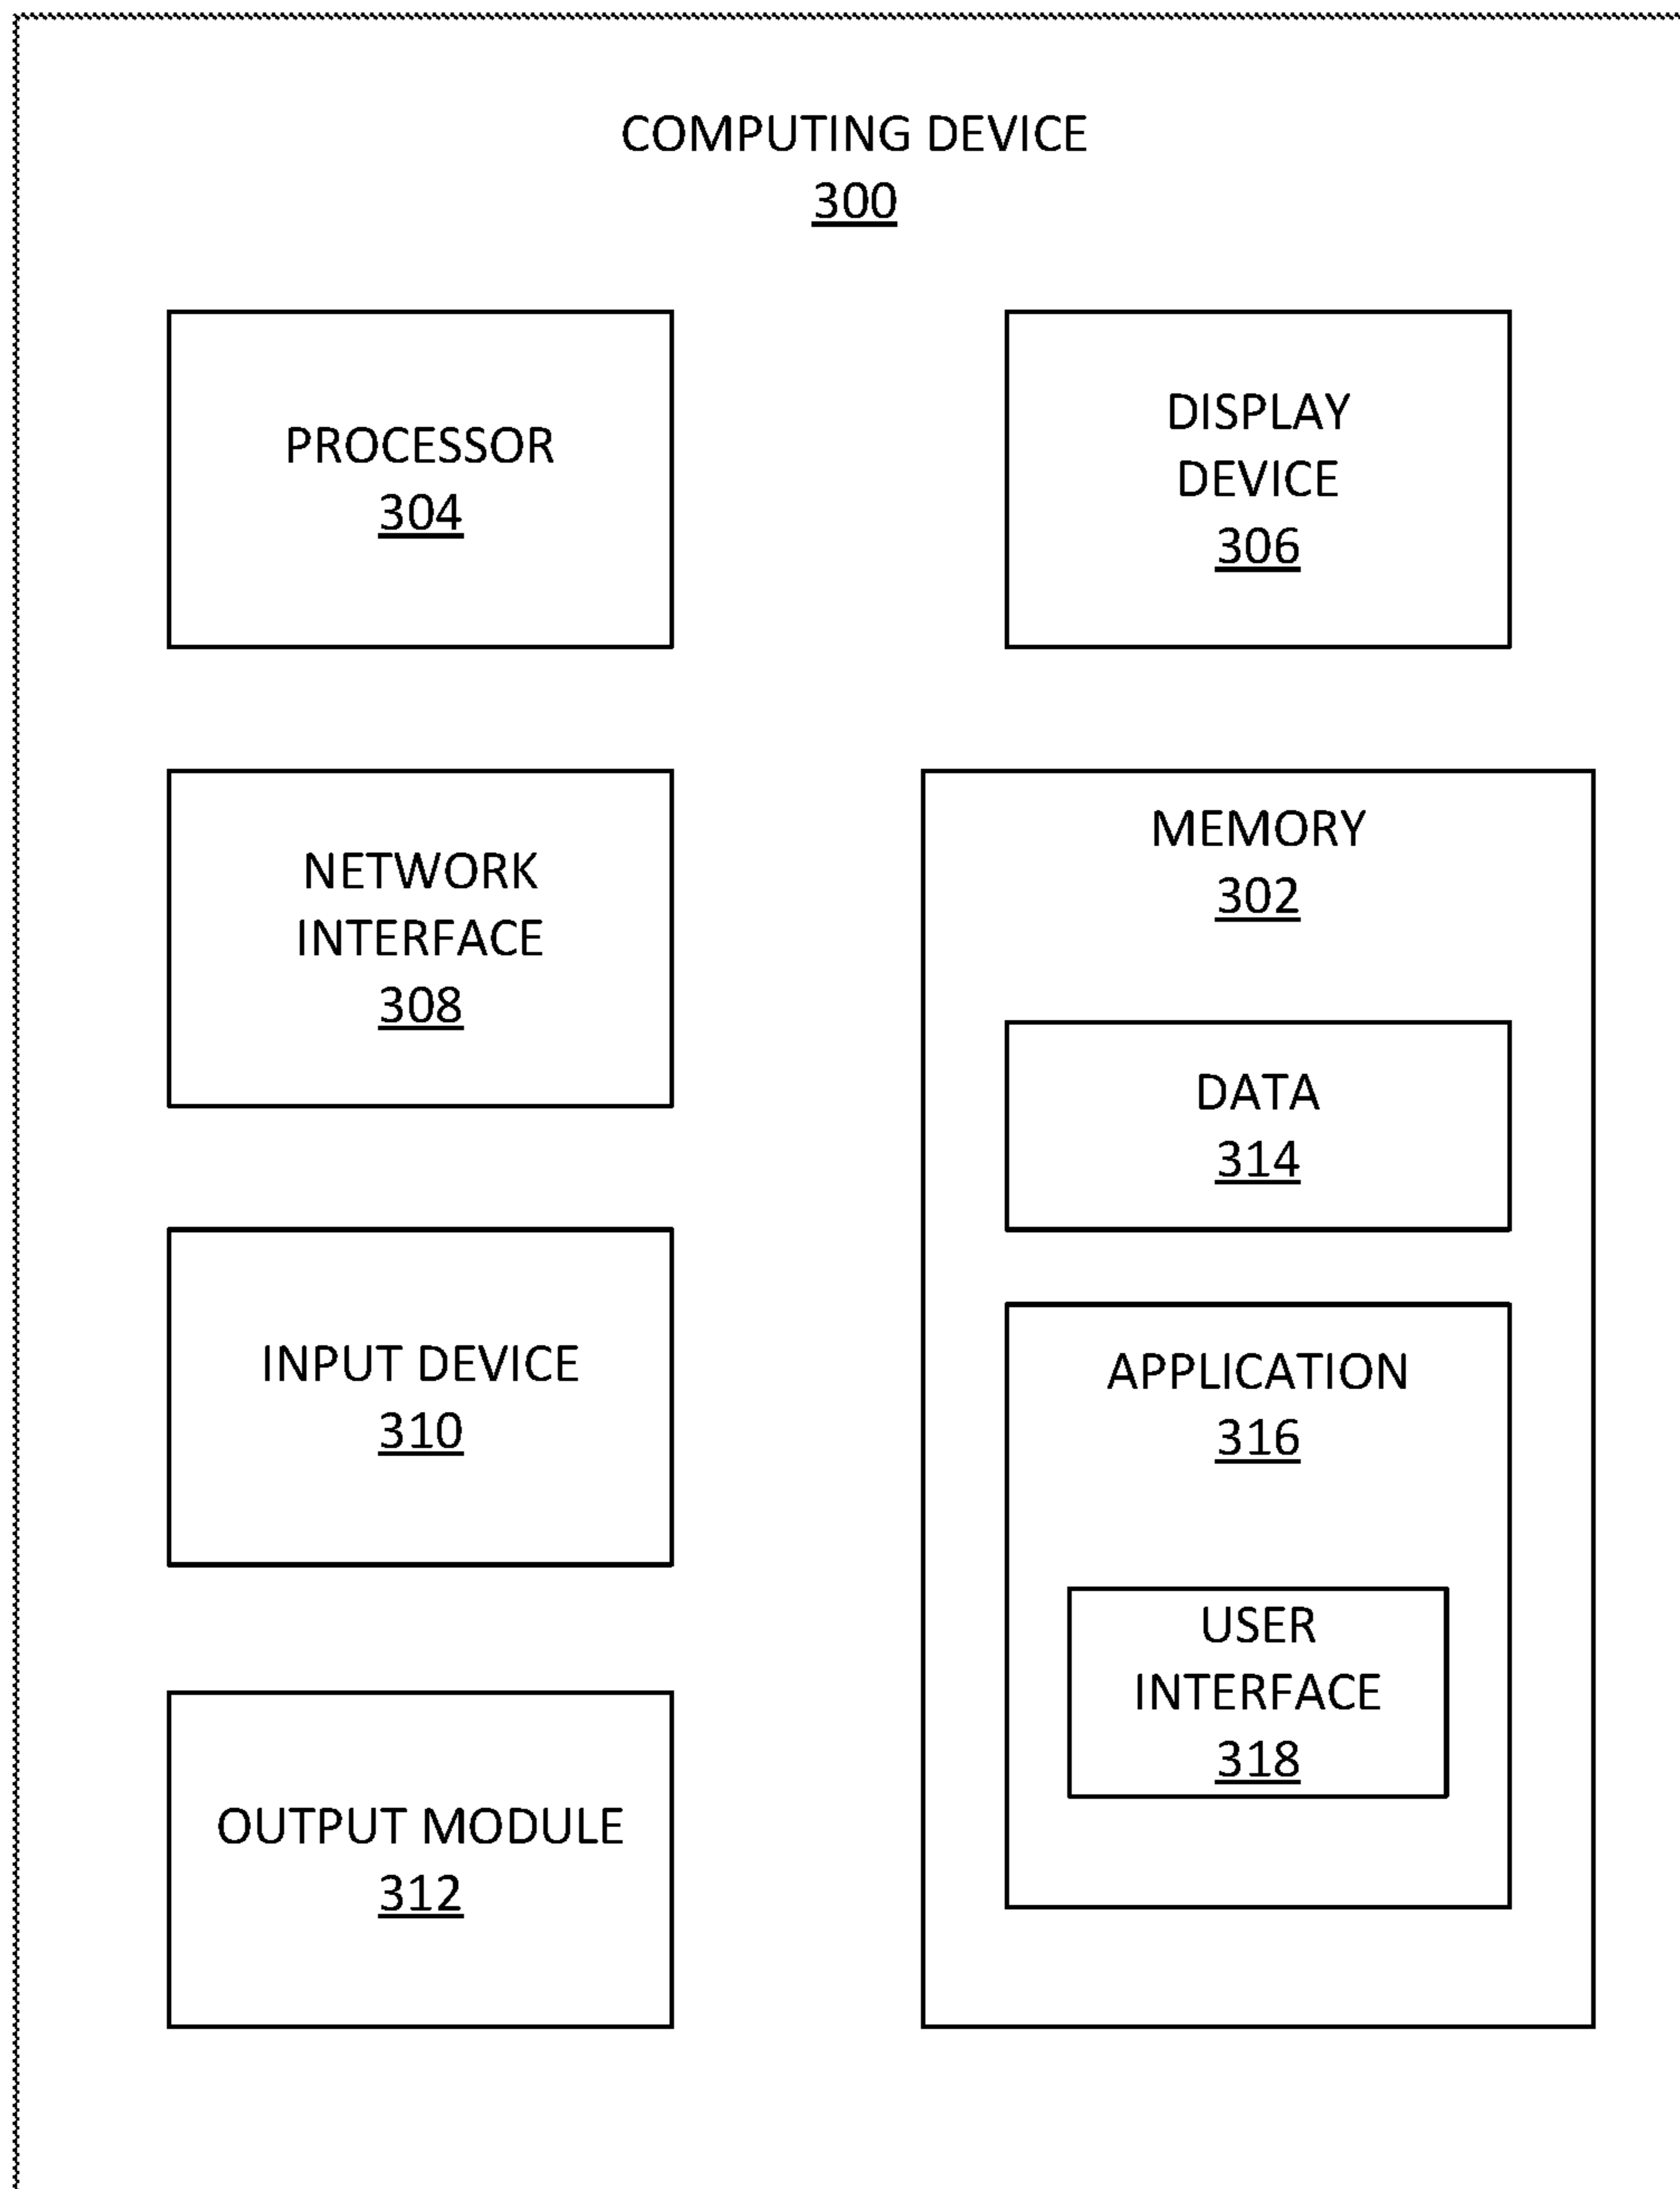 COMPUTING DEVICE
300
PROCESSOR
304
DISPLAY
DEVICE
306
NETWORK
INTERFACE
308
MEMORY
302
DATA
314
INPUT DEVICE
310
APPLICATION
316
USER
INTERFACE
318
OUTPUT MODULE
312